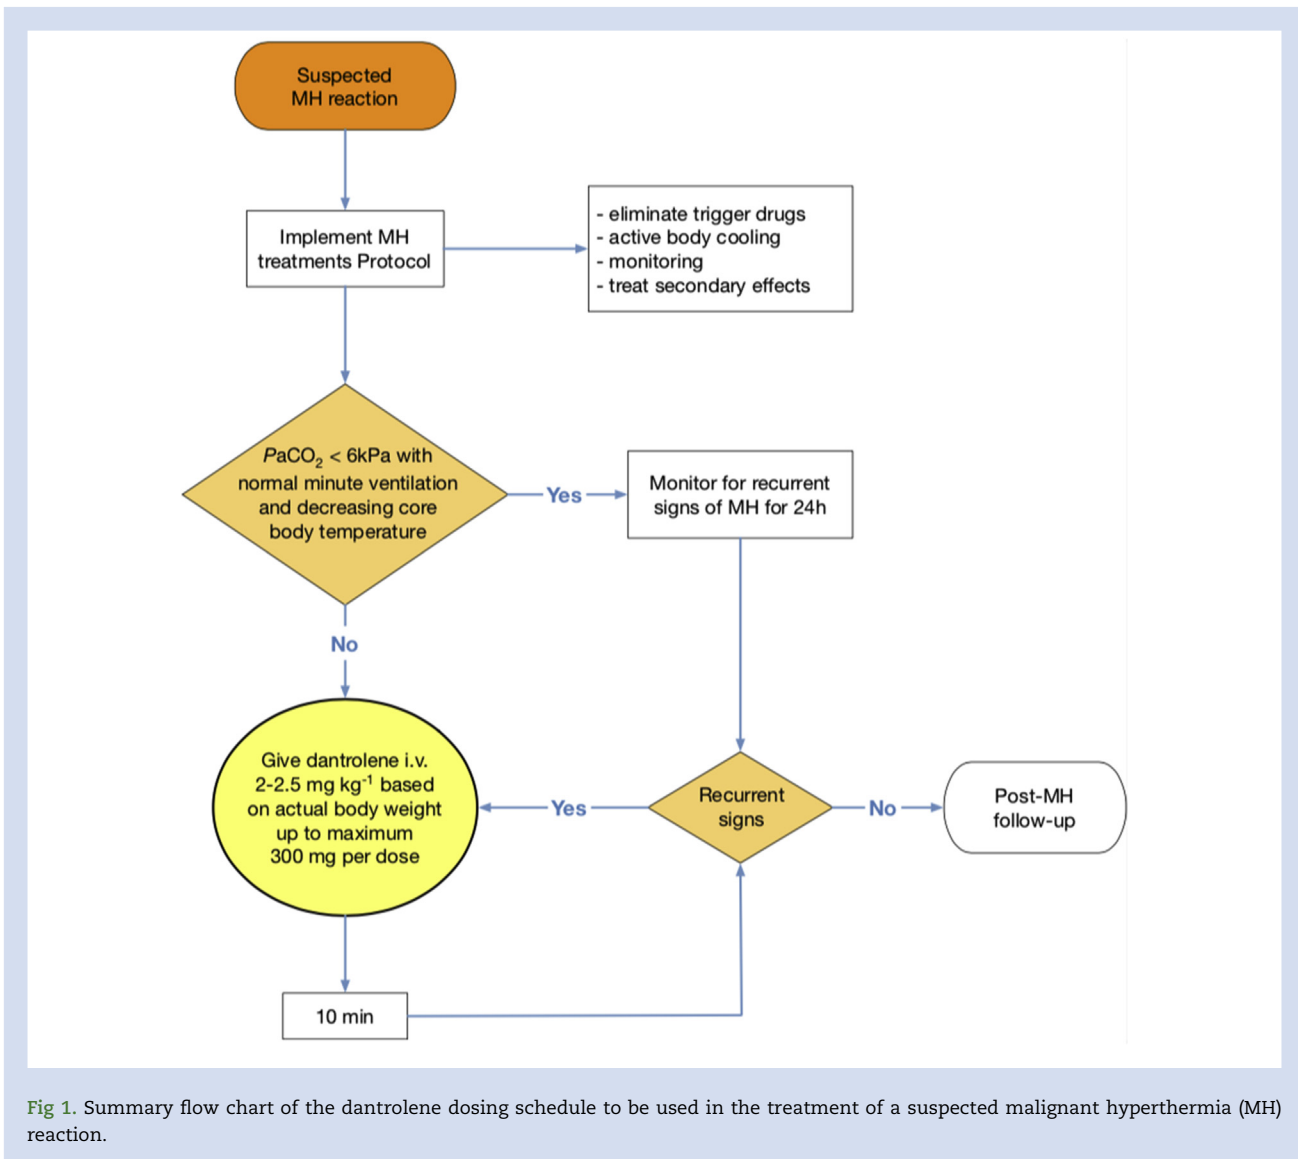 Suspected
MH reaction
Implement MH
treatments Protocol
- eliminate trigger drugs
- active body cooling
- monitoring
- treat secondary effects
PaCO₂ < 6kPa with
normal minute ventilation
and decreasing core
body temperature
Yes
Monitor for recurrent
signs of MH for 24h
No
Give dantrolene i.v.
2-2.5 mg kg⁻¹ based
on actual body weight
up to maximum
300 mg per dose
Yes
Recurrent
signs
No
Post-MH
follow-up
10 min
Fig 1. Summary flow chart of the dantrolene dosing schedule to be used in the treatment of a suspected malignant hyperthermia (MH)
reaction.